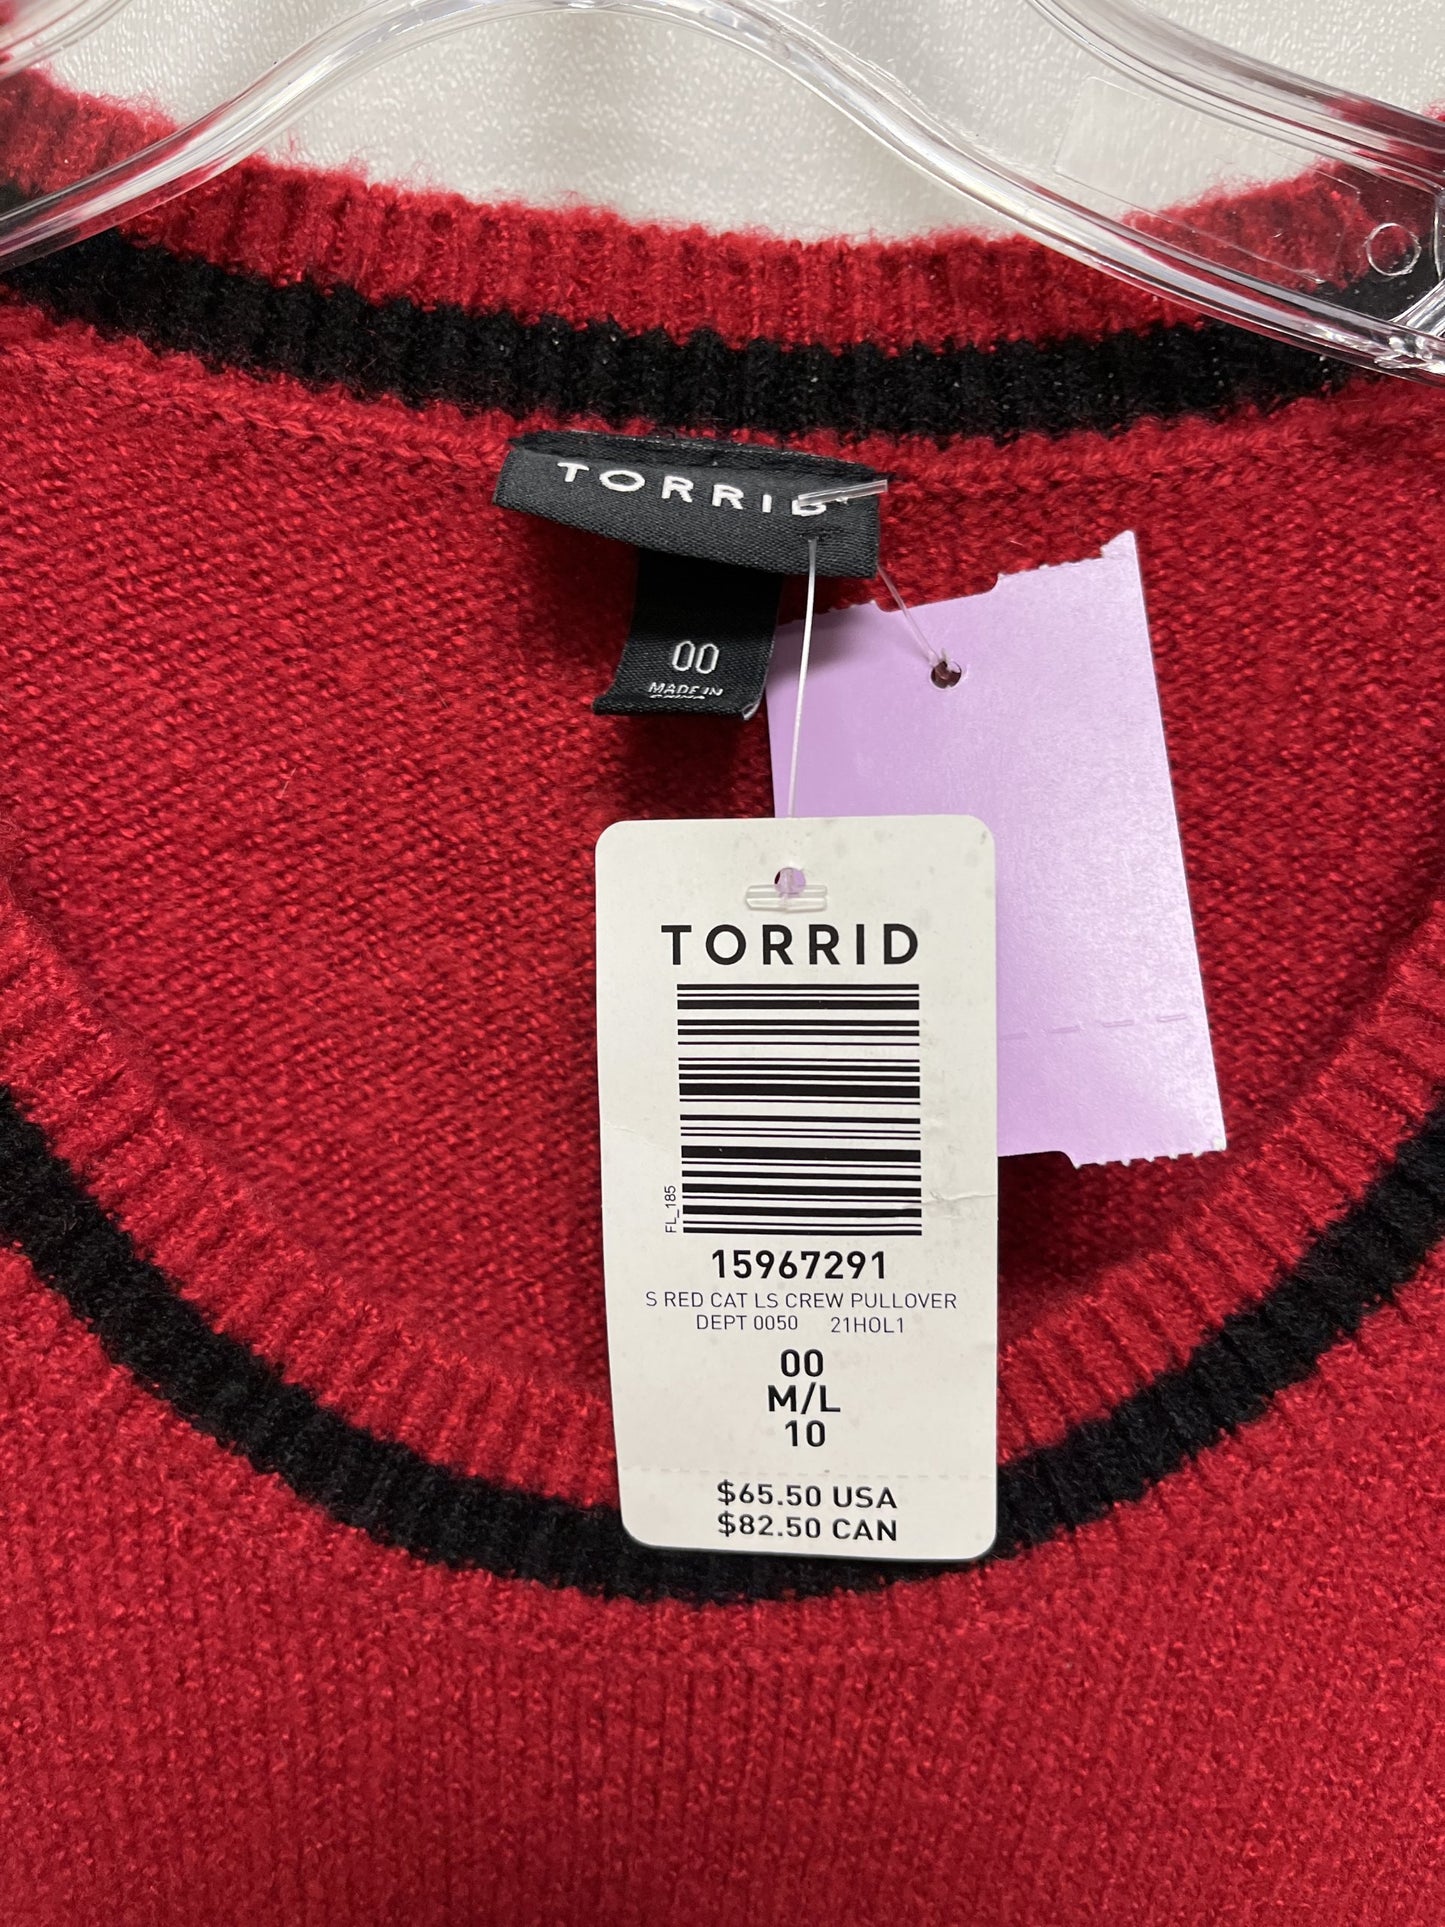 TORRID
00
MADE IN
TORRID
FL_185
15967291
S RED CAT LS CREW PULLOVER
DEPT 0050 21HOL1
00
M/L
10
$65.50 USA
$82.50 CAN